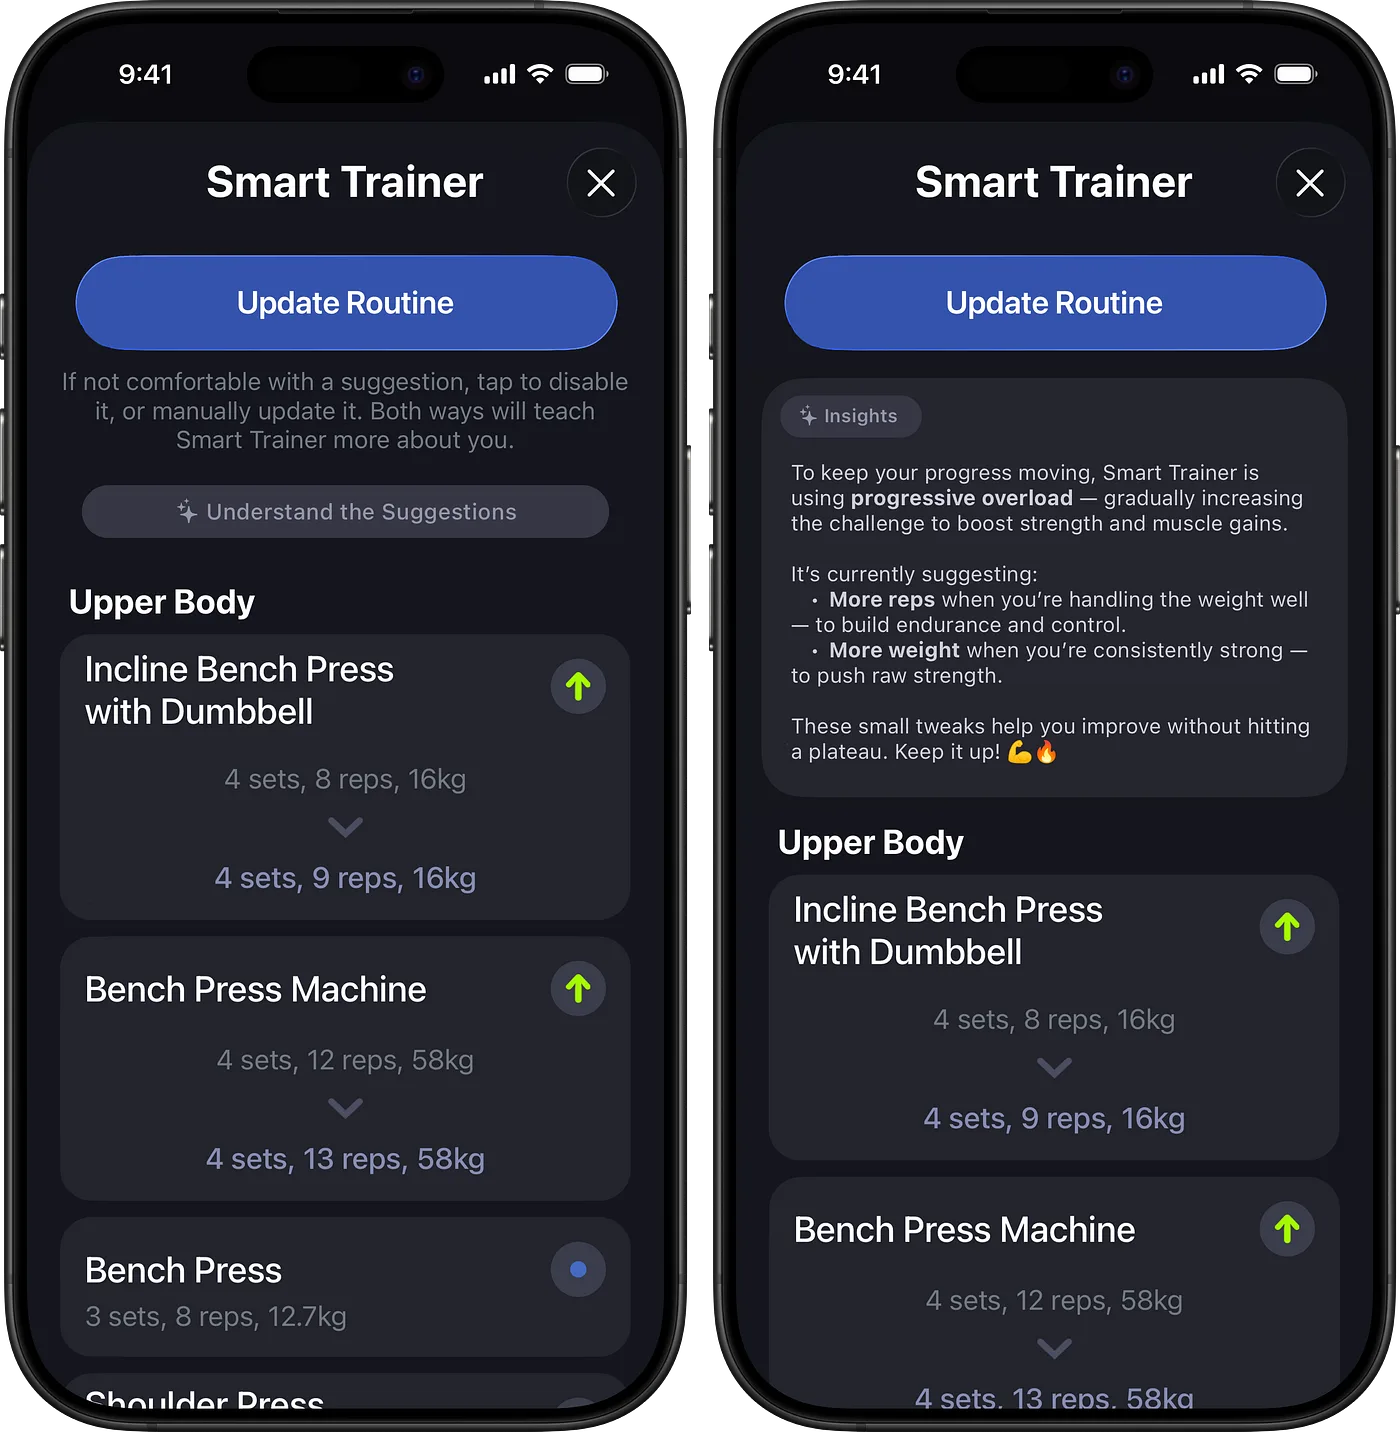 9:41
Smart Trainer
Update Routine
If not comfortable with a suggestion, tap to disable
it, or manually update it. Both ways will teach
Smart Trainer more about you.
Understand the Suggestions
Upper Body
Incline Bench Press
with Dumbbell
4 sets, 8 reps, 16kg
4 sets, 9 reps, 16kg
Bench Press Machine
4 sets, 12 reps, 58kg
4 sets, 13 reps, 58kg
Bench Press
3 sets, 8 reps, 12.7kg
Shoulder Press
9:41
Smart Trainer
Update Routine
Insights
To keep your progress moving, Smart Trainer is
using progressive overload — gradually increasing
the challenge to boost strength and muscle gains.
It’s currently suggesting:
• More reps when you’re handling the weight well
— to build endurance and control.
• More weight when you’re consistently strong —
to push raw strength.
These small tweaks help you improve without hitting
a plateau. Keep it up! 💪🔥
Upper Body
Incline Bench Press
with Dumbbell
4 sets, 8 reps, 16kg
4 sets, 9 reps, 16kg
Bench Press Machine
4 sets, 12 reps, 58kg
4 sets, 13 reps, 58kg